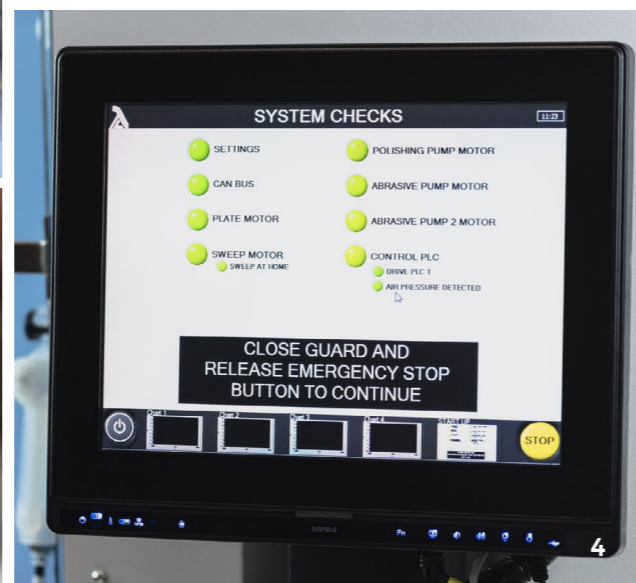 SYSTEM CHECKS
11:23
SETTINGS
CAN BUS
PLATE MOTOR
SWEEP MOTOR
SWEEP AT HOME
POLISHING PUMP MOTOR
ABRASIVE PUMP MOTOR
ABRASIVE PUMP 2 MOTOR
CONTROL PLC
DRIVE PLC 1
AIR PRESSURE DETECTED
CLOSE GUARD AND
RELEASE EMERGENCY STOP
BUTTON TO CONTINUE
Chart 1
Chart 2
Chart 3
Chart 4
START UP
STOP
Fn
4